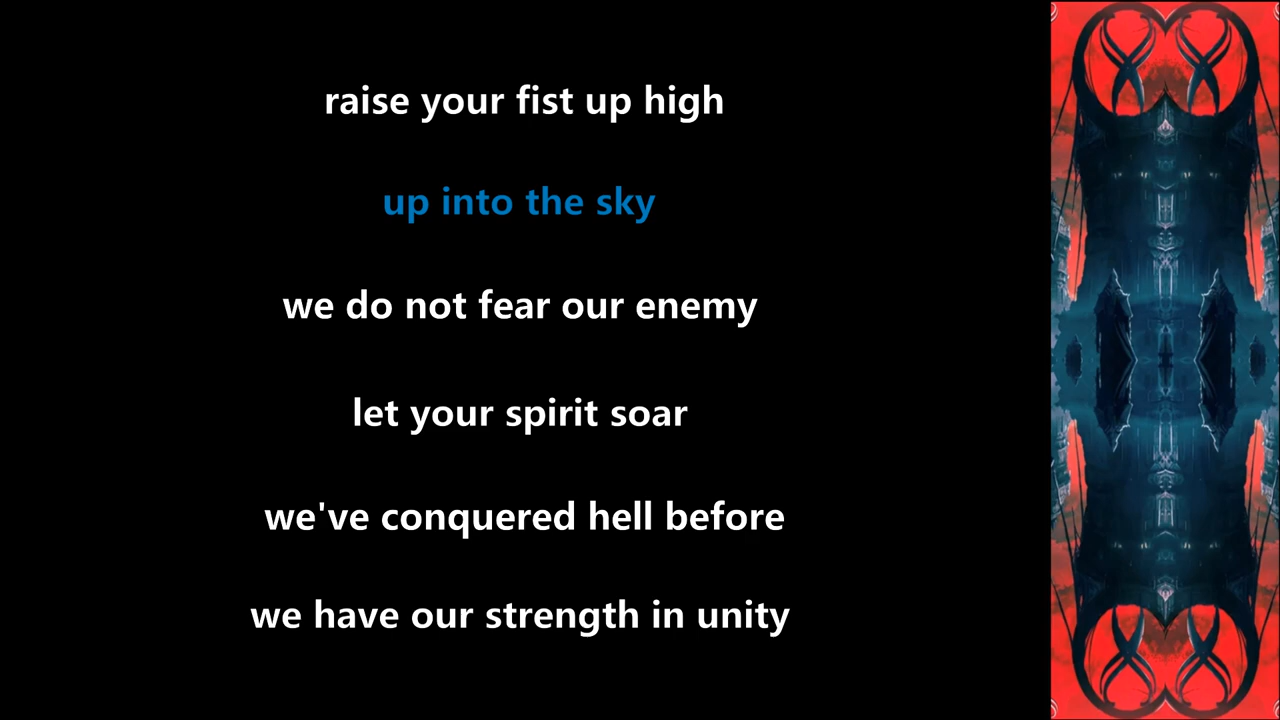 raise your fist up high
up into the sky
we do not fear our enemy
let your spirit soar
we've conquered hell before
we have our strength in unity